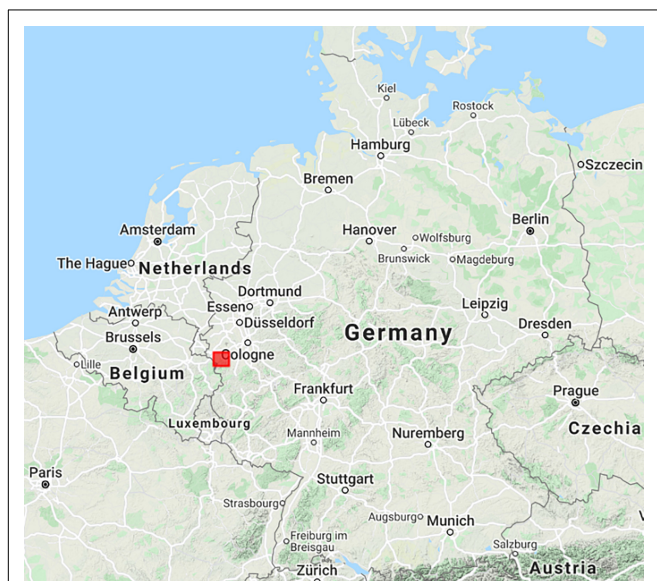 Kiel
Rostock
Lübeck
Hamburg
Szczecin
Bremen
Berlin
Amsterdam
Hanover
Wolfsburg
Brunswick
Magdeburg
The Hague
Netherlands
Dortmund
Essen
Leipzig
Antwerp
Düsseldorf
Germany
Dresden
Brussels
Cologne
Lille
Belgium
Frankfurt
Prague
Luxembourg
Czechia
Mannheim
Nuremberg
Paris
Stuttgart
Strasbourg
Augsburg
Munich
Freiburg im
Breisgau
Salzburg
Zürich
Austria